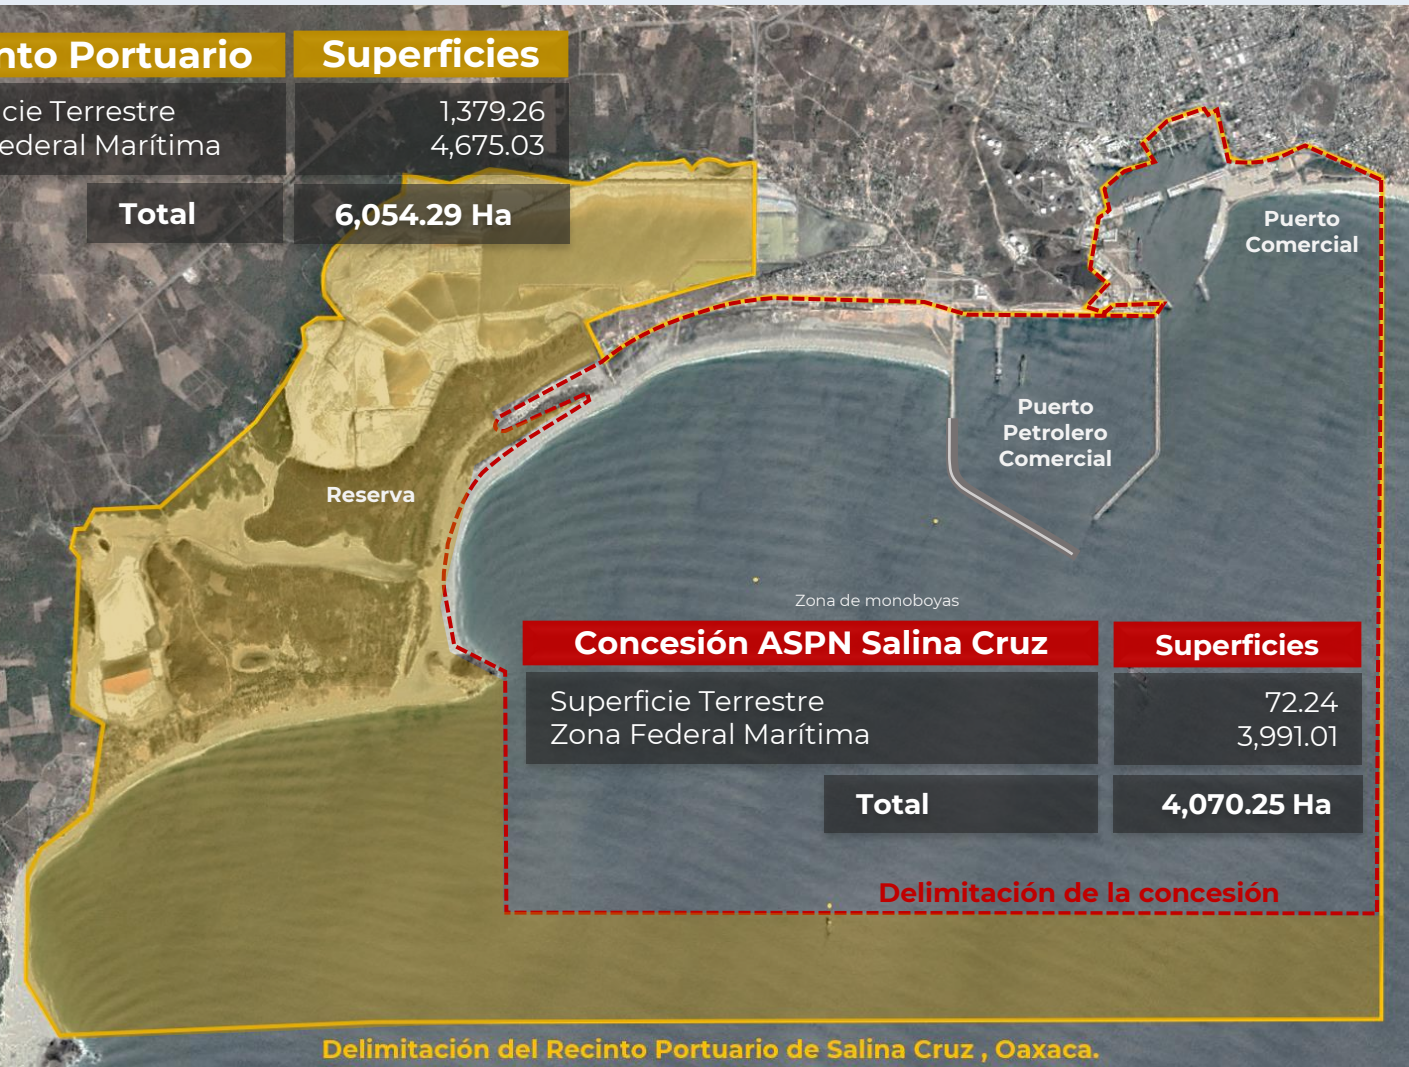 nto Portuario
Superficies
cie Terrestre
1,379.26
ederal Marítima
4,675.03
Total
6,054.29 Ha
Puerto
Comercial
Puerto
Petrolero
Comercial
Reserva
Zona de monoboyas
Concesión ASPN Salina Cruz
Superficies
Superficie Terrestre
72.24
Zona Federal Marítima
3,991.01
Total
4,070.25 Ha
Delimitación de la concesión
Delimitación del Recinto Portuario de Salina Cruz , Oaxaca.